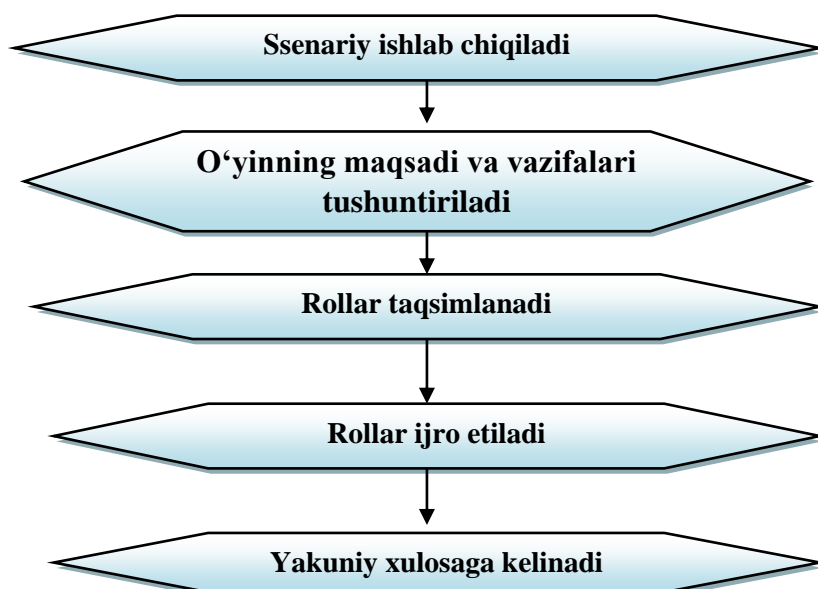 Ssenariy ishlab chiqiladi
O‘yinning maqsadi va vazifalari
tushuntiriladi
Rollar taqsimlanadi
Rollar ijro etiladi
Yakuniy xulosaga kelinadi